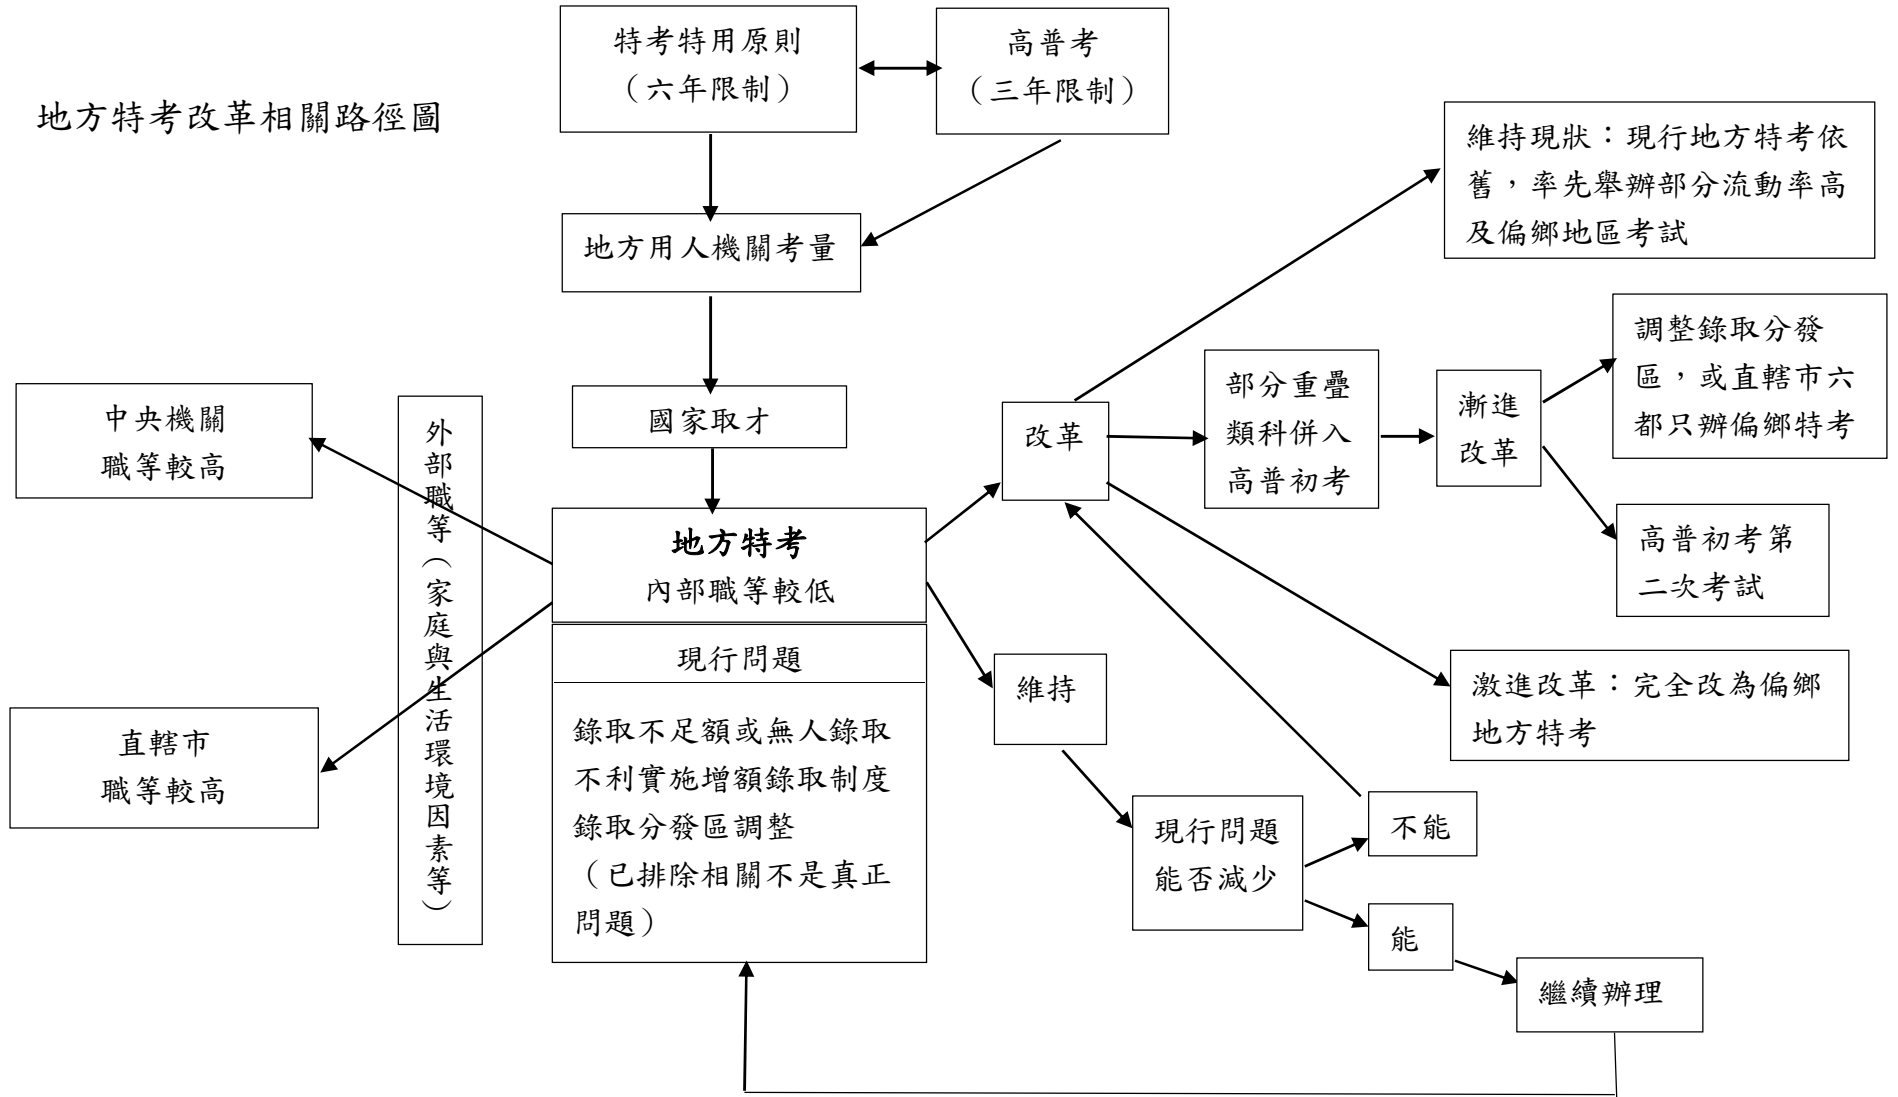 地方特考改革相關路徑圖
特考特用原則
（六年限制）
高普考
（三年限制）
地方用人機關考量
國家取才
中央機關
職等較高
直轄市
職等較高
外部職等（家庭與生活環境因素等）
地方特考
內部職等較低
現行問題
錄取不足額或無人錄取
不利實施增額錄取制度
錄取分發區調整
（已排除相關不是真正
問題）
改革
維持現狀：現行地方特考依
舊，率先舉辦部分流動率高
及偏鄉地區考試
部分重疊
類科併入
高普初考
漸進
改革
調整錄取分發
區，或直轄市六
都只辦偏鄉特考
高普初考第
二次考試
激進改革：完全改為偏鄉
地方特考
維持
現行問題
能否減少
不能
能
繼續辦理